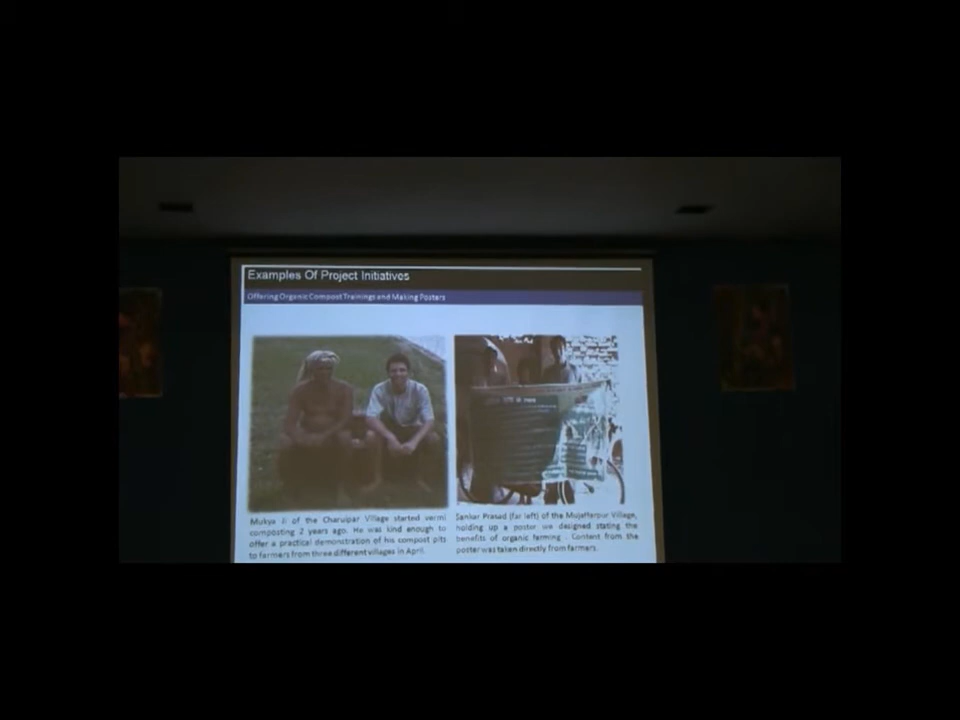 Examples Of Project Initiatives
Offering Organic Compost Trainings and Making Posters
Mukya Ji of the Charuipar Village started vermi
composting 2 years ago. He was kind enough to
offer a practical demonstration of his compost pits
to farmers from three different villages in April.
Sankar Prasad (far left) of the Mujaffarpur Village,
holding up a poster we designed stating the
benefits of organic farming . Content from the
poster was taken directly from farmers.